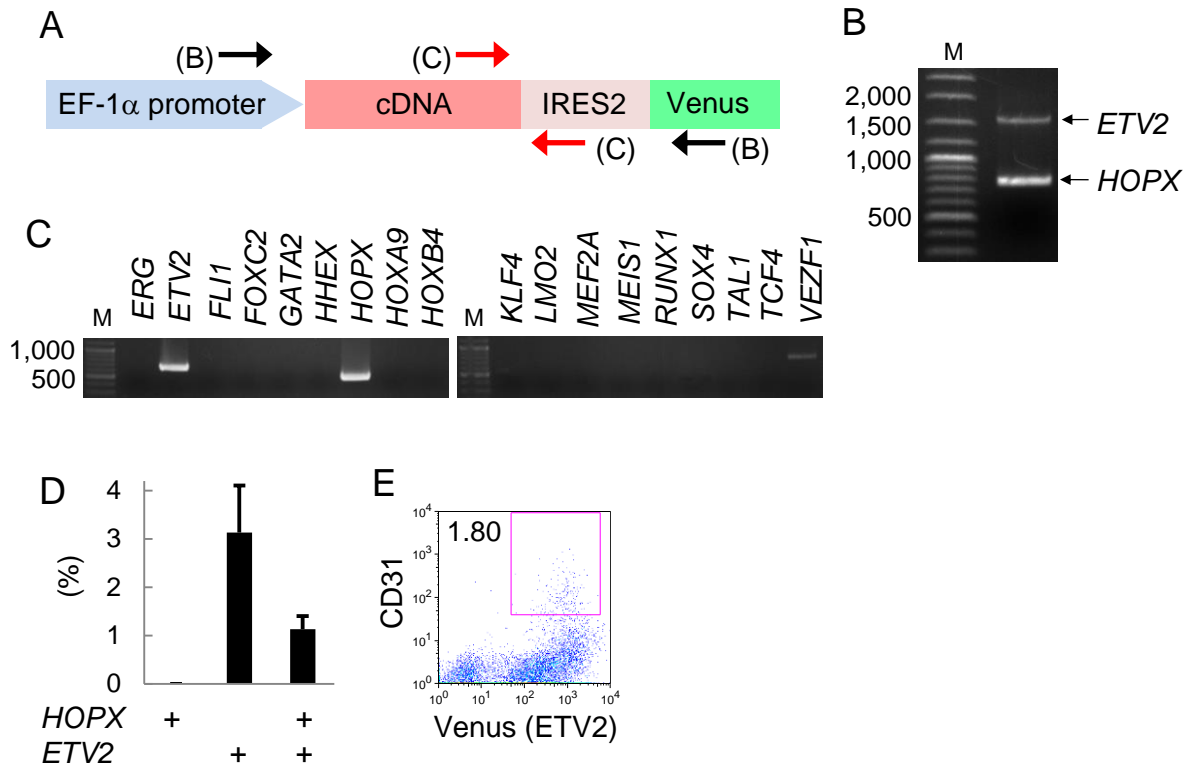 A
(B)
(C)
EF-1α promoter
cDNA
IRES2
Venus
(C)
(B)
B
M
2,000
1,500
1,000
500
ETV2
HOPX
C
M
ERG
ETV2
FLI1
FOXC2
GATA2
HHEX
HOPX
HOXA9
HOXB4
M
KLF4
LMO2
MEF2A
MEIS1
RUNX1
SOX4
TAL1
TCF4
VEZF1
1,000
500
D
(%)
4
3
2
1
0
HOPX + +
ETV2 + +
E
1.80
CD31
10⁴
10³
10²
10¹
10⁰
10⁰ 10¹ 10² 10³ 10⁴
Venus (ETV2)